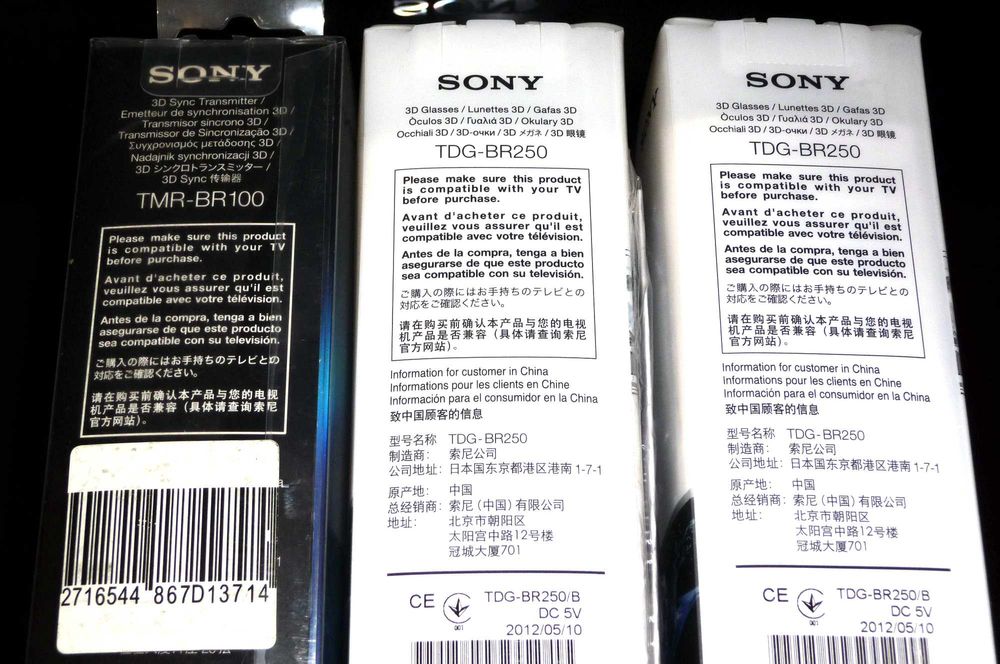 SONY
3D Sync Transmitter /
Emetteur de synchronisation 3D /
Transmisor sincrono 3D /
Transmissor de Sincronização 3D /
Συγχρονισμός μετάδοσης 3D /
Nadajnik synchronizacji 3D /
3D シンクロトランスミッター /
3D Sync 传输器
TMR-BR100
Please make sure this product
is compatible with your TV
before purchase.
Avant d'acheter ce produit,
veuillez vous assurer qu'il est
compatible avec votre télévision.
Antes de la compra, tenga a bien
asegurarse de que este producto
sea compatible con su televisión.
ご購入の際にはお手持ちのテレビとの
対応をご確認ください。
请在购买前确认本产品与您的电视
机产品是否兼容（具体请查询索尼
官方网站）。
2716544 867D13714
SONY
3D Glasses / Lunettes 3D / Gafas 3D
Òculos 3D / Γυαλιά 3D / Okulary 3D
Occhiali 3D / 3D-очки / 3D メガネ / 3D 眼镜
TDG-BR250
Please make sure this product
is compatible with your TV
before purchase.
Avant d'acheter ce produit,
veuillez vous assurer qu'il est
compatible avec votre télévision.
Antes de la compra, tenga a bien
asegurarse de que este producto
sea compatible con su televisión.
ご購入の際にはお手持ちのテレビとの
対応をご確認ください。
请在购买前确认本产品与您的电视
机产品是否兼容（具体请查询索尼
官方网站）。
Information for customer in China
Informations pour les clients en Chine
Información para el consumidor en la China
致中国顾客的信息
型号名称 TDG-BR250
制造商： 索尼公司
公司地址：日本国东京都港区港南 1-7-1
原产地： 中国
总经销商：索尼（中国）有限公司
地址： 北京市朝阳区
太阳宫中路12号楼
冠城大厦701
CE 001 TDG-BR250/B
DC 5V
2012/05/10
SONY
SONY
3D Glasses / Lunettes 3D / Gafas 3D
Òculos 3D / Γυαλιά 3D / Okulary 3D
Occhiali 3D / 3D-очки / 3D メガネ / 3D 眼镜
TDG-BR250
Please make sure this product
is compatible with your TV
before purchase.
Avant d'acheter ce produit,
veuillez vous assurer qu'il est
compatible avec votre télévision.
Antes de la compra, tenga a bien
asegurarse de que este producto
sea compatible con su televisión.
ご購入の際にはお手持ちのテレビとの
対応をご確認ください。
请在购买前确认本产品与您的电视
机产品是否兼容（具体请查询索尼
官方网站）。
Information for customer in China
Informations pour les clients en Chine
Información para el consumidor en la China
致中国顾客的信息
型号名称 TDG-BR250
制造商： 索尼公司
公司地址：日本国东京都港区港南 1-7-1
原产地： 中国
总经销商：索尼（中国）有限公司
地址： 北京市朝阳区
太阳宫中路12号楼
冠城大厦701
CE 001 TDG-BR250/B
DC 5V
2012/05/10